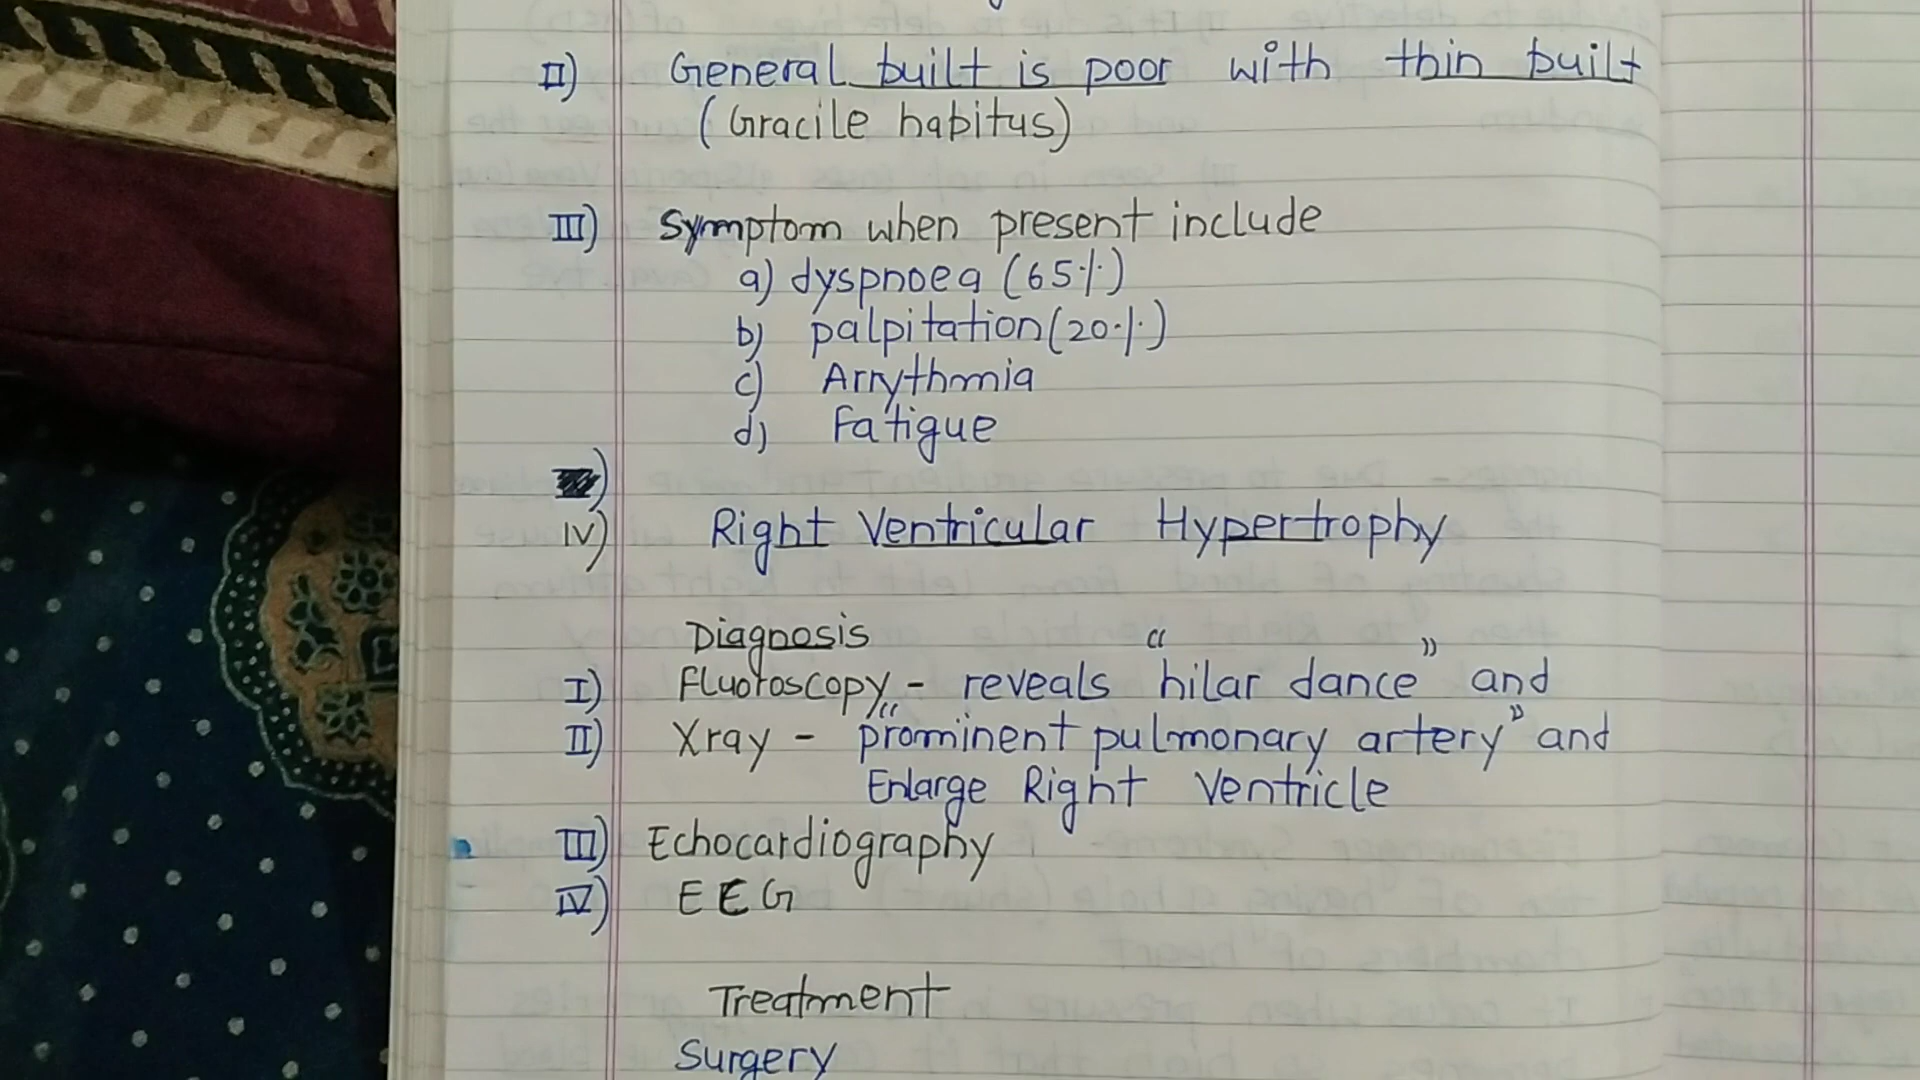 II) General built is poor with thin built
(Gracile habitus)
III) Symptom when present include
a) dyspnoea (65%)
b) palpitation (20%)
c) Arrythmia
d) Fatigue
IV) Right Ventricular Hypertrophy
Diagnosis
I) Fluoroscopy - reveals "hilar dance" and
II) Xray - "prominent pulmonary artery" and
Enlarge Right Ventricle
III) Echocardiography
IV) EEG
Treatment
Surgery